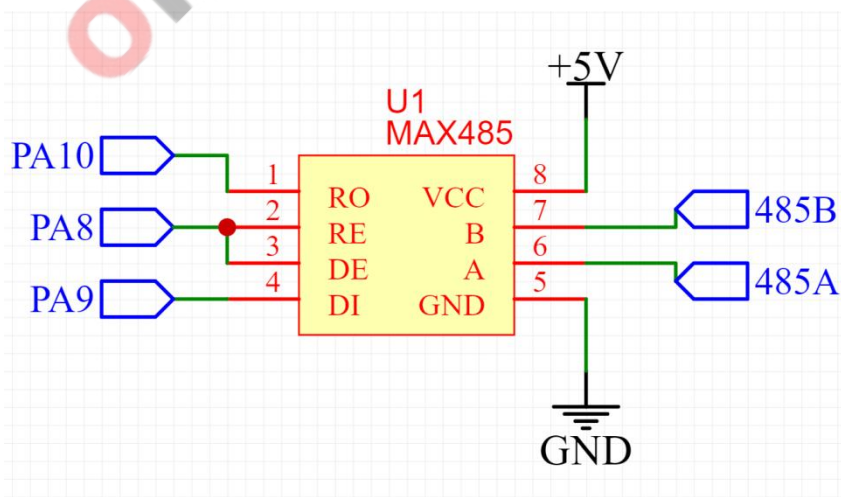 +5V
U1
MAX485
PA10
1
8
RO
VCC
2
7
485B
PA8
RE
B
3
6
DE
A
485A
4
5
PA9
DI
GND
GND